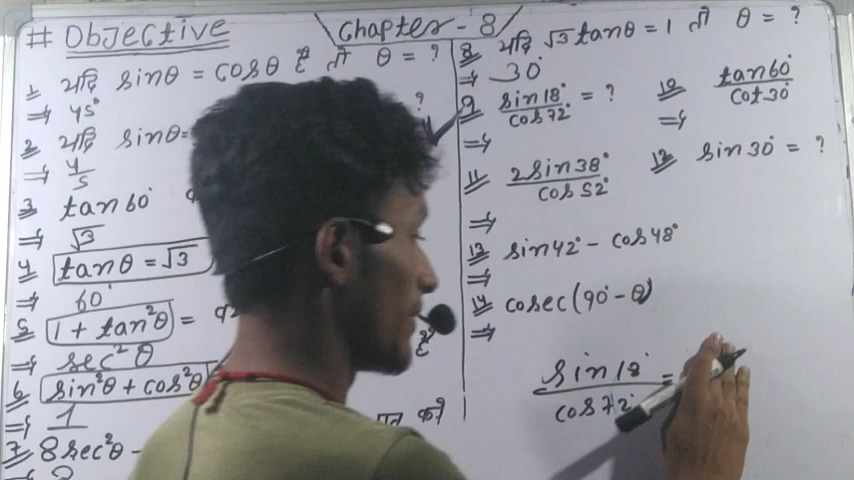 # Objective
Chapter - 8
1 यदि sinθ = cosθ है तो θ = ?
⇒ 45°
2 यदि sinθ= ?
⇒ 4/5
3 tan60°
⇒ √3
4 tanθ = √3
⇒ 60°
5 1 + tan²θ =
⇒ sec²θ
6 sin²θ + cos²θ है
⇒ 1
7 8sec²θ -
8 यदि √3 tanθ = 1 तो θ = ?
⇒ 30°
9 sin18°/cos72° = ?
⇒
10 tan60°/cot30°
⇒
11 2sin38°/cos52°
⇒
12 sin30° = ?
13 sin42° - cos48°
⇒
14 cosec(90° - θ)
⇒
sin18°/cos72° =